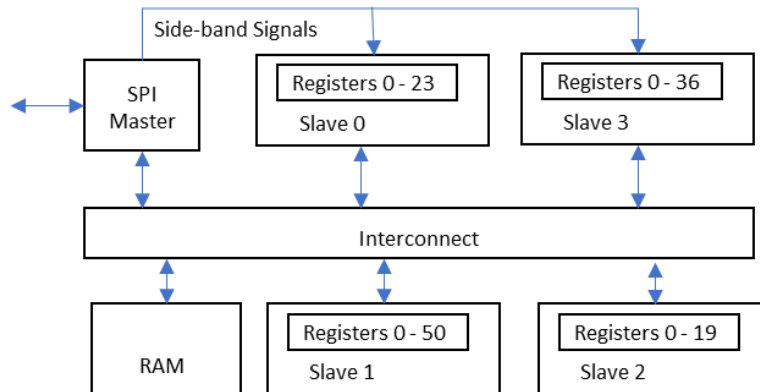 Side-band Signals
SPI
Master
Registers 0 - 23
Slave 0
Registers 0 - 36
Slave 3
Interconnect
RAM
Registers 0 - 50
Slave 1
Registers 0 - 19
Slave 2